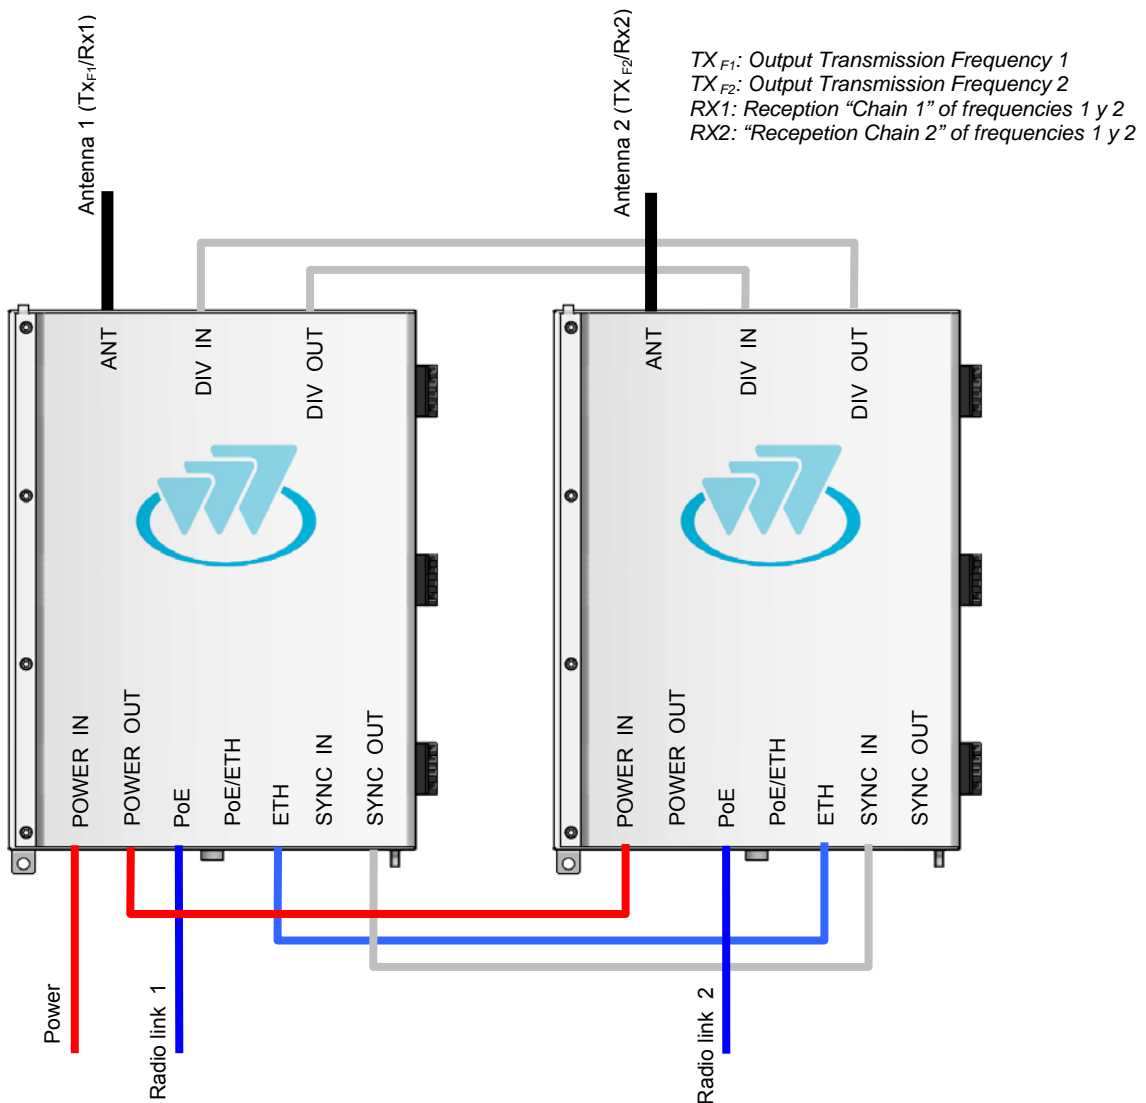 Antenna 1 (TxF1/Rx1)
Antenna 2 (TX F2/Rx2)
TX F1: Output Transmission Frequency 1
TX F2: Output Transmission Frequency 2
RX1: Reception “Chain 1” of frequencies 1 y 2
RX2: “Recepetion Chain 2” of frequencies 1 y 2
ANT
DIV IN
DIV OUT
ANT
DIV IN
DIV OUT
POWER IN
POWER OUT
PoE
PoE/ETH
ETH
SYNC IN
SYNC OUT
POWER IN
POWER OUT
PoE
PoE/ETH
ETH
SYNC IN
SYNC OUT
Power
Radio link 1
Radio link 2